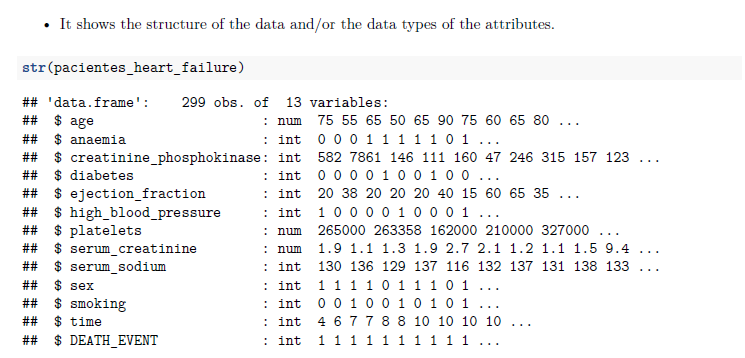 • It shows the structure of the data and/or the data types of the attributes.
str(pacientes_heart_failure)
## 'data.frame':    299 obs. of  13 variables:
##  $ age                     : num  75 55 65 50 65 90 75 60 65 80 ...
##  $ anaemia                 : int  0 0 0 1 1 1 1 1 0 1 ...
##  $ creatinine_phosphokinase: int  582 7861 146 111 160 47 246 315 157 123 ...
##  $ diabetes                : int  0 0 0 0 1 0 0 1 0 0 ...
##  $ ejection_fraction       : int  20 38 20 20 20 40 15 60 65 35 ...
##  $ high_blood_pressure     : int  1 0 0 0 0 1 0 0 0 1 ...
##  $ platelets               : num  265000 263358 162000 210000 327000 ...
##  $ serum_creatinine        : num  1.9 1.1 1.3 1.9 2.7 2.1 1.2 1.1 1.5 9.4 ...
##  $ serum_sodium            : int  130 136 129 137 116 132 137 131 138 133 ...
##  $ sex                     : int  1 1 1 1 0 1 1 1 0 1 ...
##  $ smoking                 : int  0 0 1 0 0 1 0 1 0 1 ...
##  $ time                    : int  4 6 7 7 8 8 10 10 10 10 ...
##  $ DEATH_EVENT             : int  1 1 1 1 1 1 1 1 1 1 ...